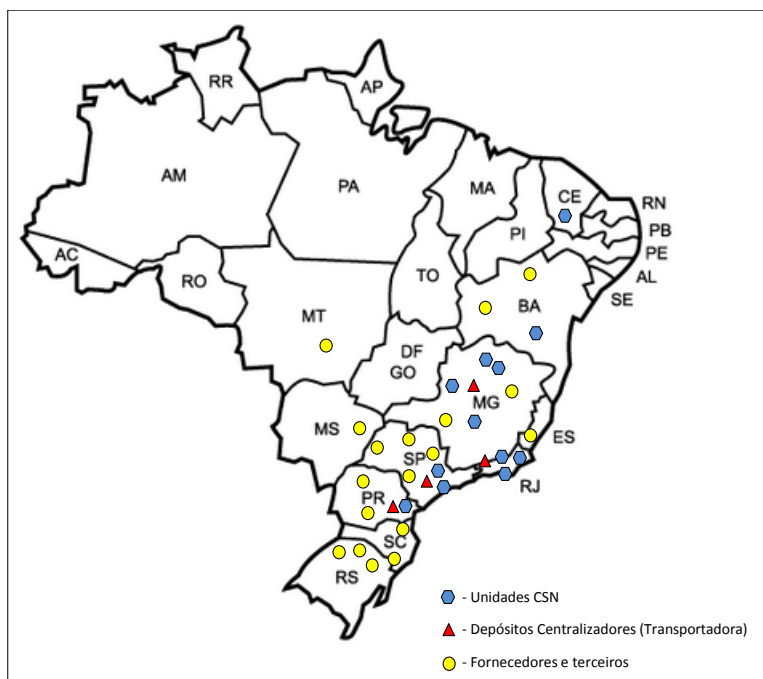 RR
AP
AM
PA
MA
CE
RN
PB
PI
PE
AC
AL
TO
RO
SE
BA
MT
DF
GO
MG
MS
ES
SP
RJ
PR
SC
RS
- Unidades CSN
- Depósitos Centralizadores (Transportadora)
- Fornecedores e terceiros